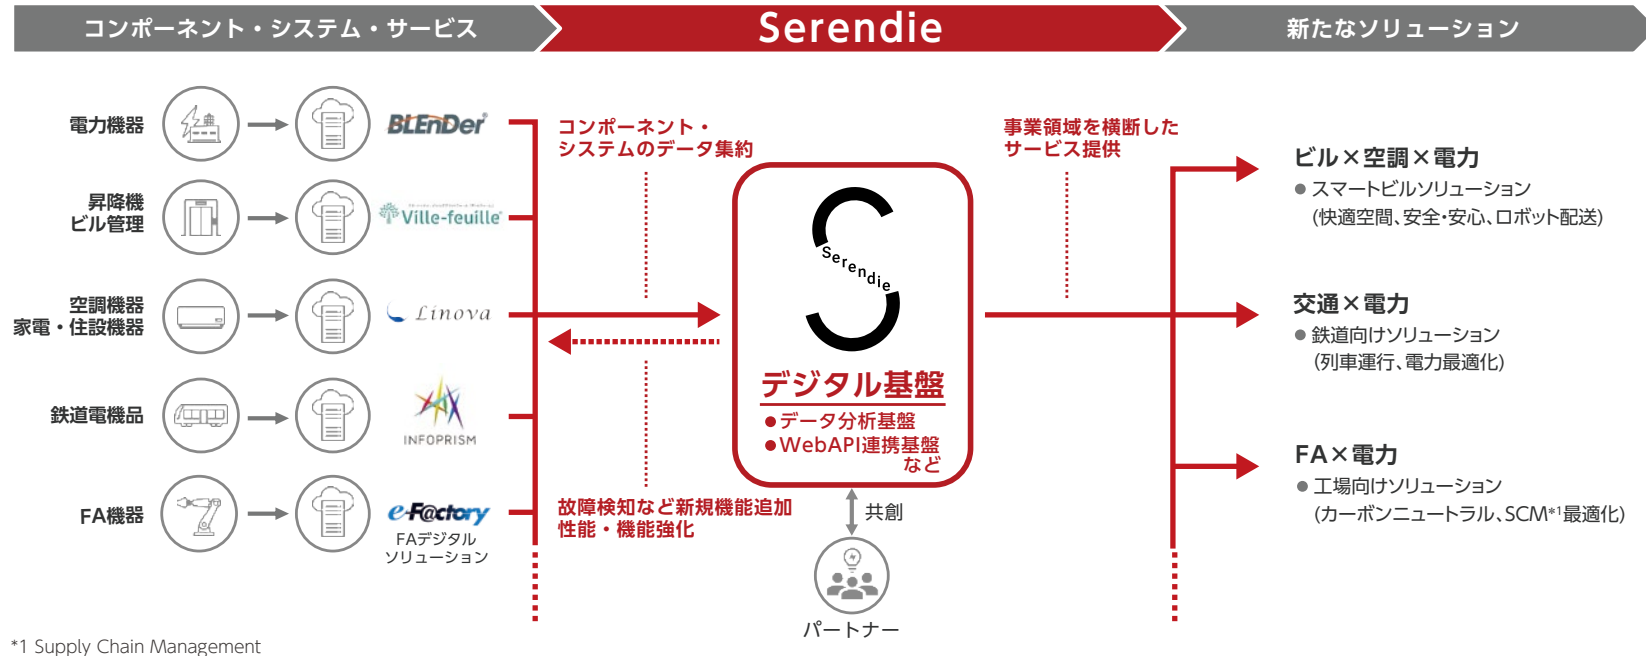 コンポーネント・システム・サービス
Serendie
新たなソリューション
電力機器
BLEnDer®
昇降機
ビル管理
Ville-feuille®
空調機器
家電・住設機器
Linova
鉄道電機品
INFOPRISM
FA機器
e-F@ctory
FAデジタル
ソリューション
コンポーネント・
システムのデータ集約
故障検知など新規機能追加
性能・機能強化
Serendie
デジタル基盤
●データ分析基盤
●WebAPI連携基盤
など
共創
パートナー
事業領域を横断した
サービス提供
ビル×空調×電力
● スマートビルソリューション
(快適空間、安全・安心、ロボット配送)
交通×電力
● 鉄道向けソリューション
(列車運行、電力最適化)
FA×電力
● 工場向けソリューション
(カーボンニュートラル、SCM*1最適化)
*1 Supply Chain Management